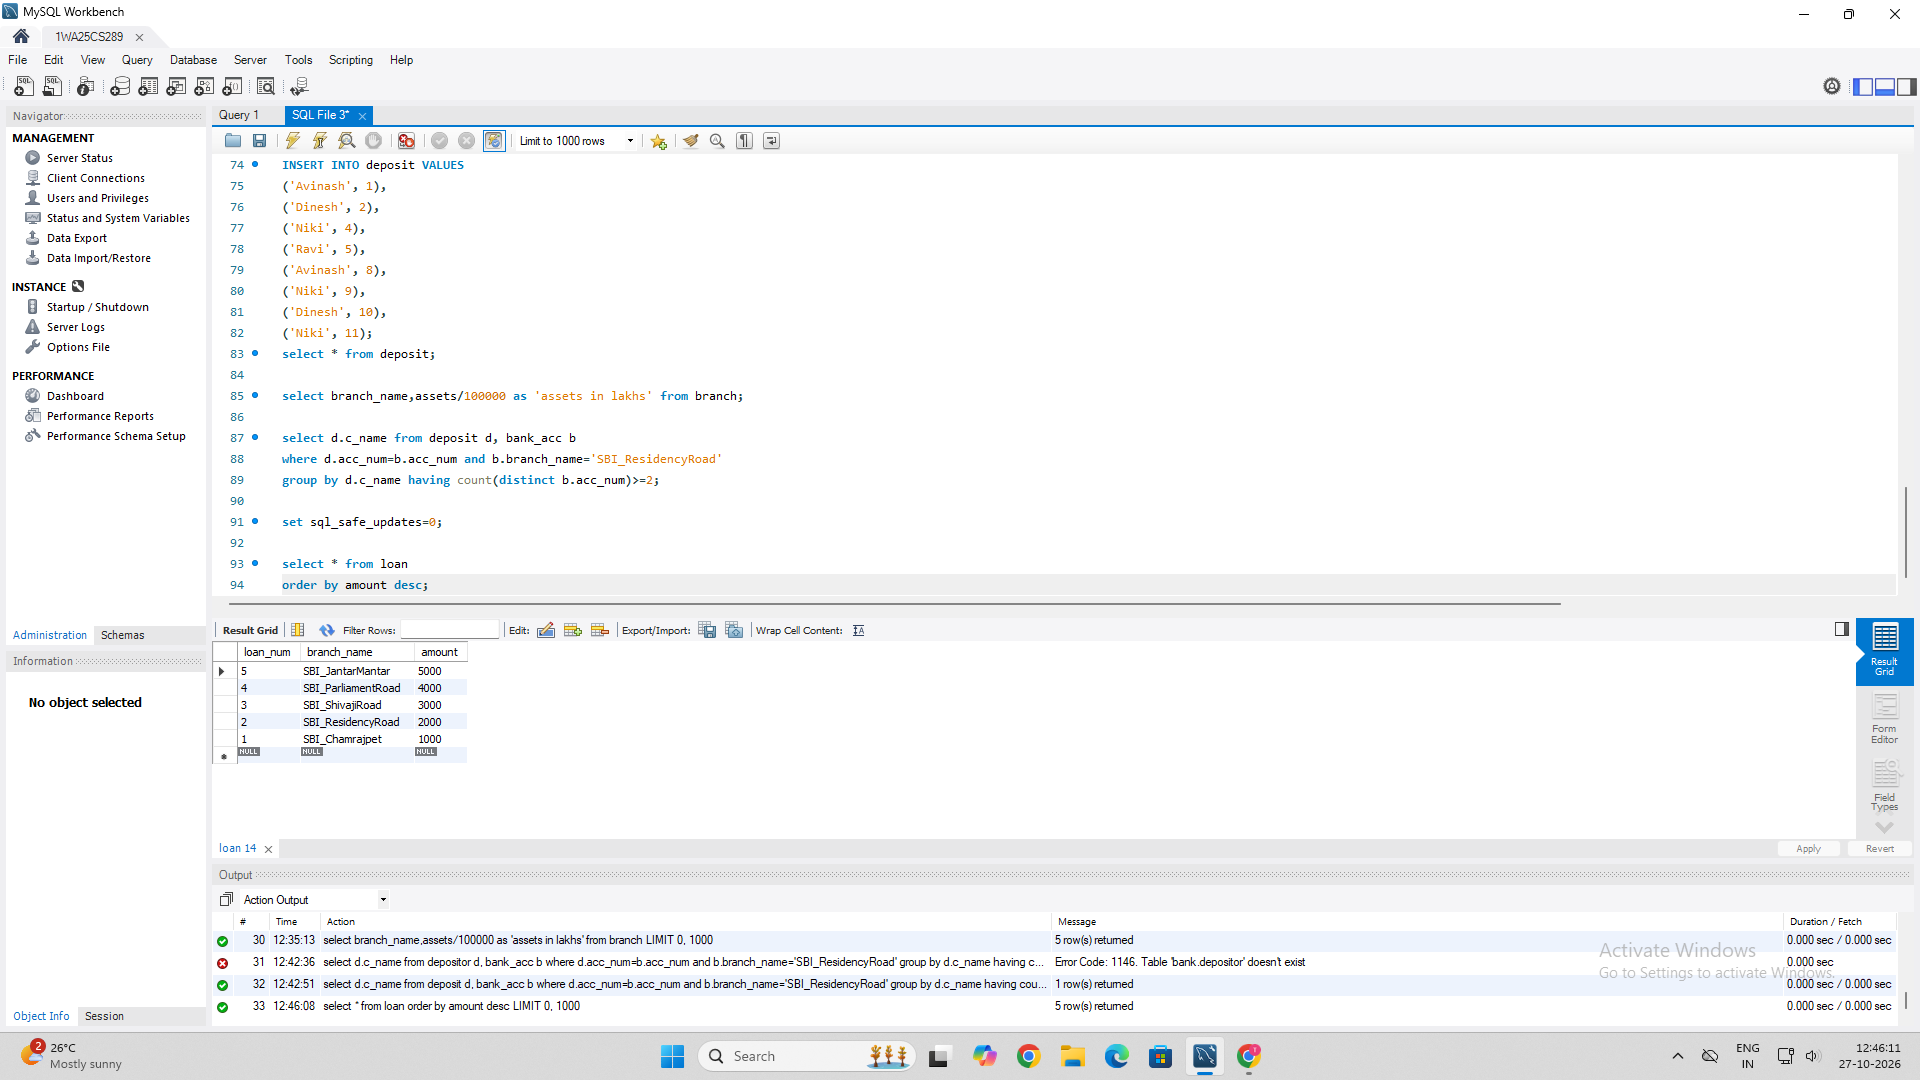 MySQL Workbench
1WA25CS289
File Edit View Query Database Server Tools Scripting Help
Navigator
MANAGEMENT
Server Status
Client Connections
Users and Privileges
Status and System Variables
Data Export
Data Import/Restore
INSTANCE
Startup / Shutdown
Server Logs
Options File
PERFORMANCE
Dashboard
Performance Reports
Performance Schema Setup
Administration Schemas
Information
No object selected
Object Info Session
Query 1 SQL File 3*
Limit to 1000 rows
74 INSERT INTO deposit VALUES
75 ('Avinash', 1),
76 ('Dinesh', 2),
77 ('Niki', 4),
78 ('Ravi', 5),
79 ('Avinash', 8),
80 ('Niki', 9),
81 ('Dinesh', 10),
82 ('Niki', 11);
83 select * from deposit;
84
85 select branch_name,assets/100000 as 'assets in lakhs' from branch;
86
87 select d.c_name from deposit d, bank_acc b
88 where d.acc_num=b.acc_num and b.branch_name='SBI_ResidencyRoad'
89 group by d.c_name having count(distinct b.acc_num)>=2;
90
91 set sql_safe_updates=0;
92
93 select * from loan
94 order by amount desc;
Result Grid Filter Rows: Edit: Export/Import: Wrap Cell Content:
loan_num branch_name amount
5 SBI_JantarMantar 5000
4 SBI_ParliamentRoad 4000
3 SBI_ShivajiRoad 3000
2 SBI_ResidencyRoad 2000
1 SBI_Chamrajpet 1000
NULL NULL NULL
Result Grid
Form Editor
Field Types
loan 14
Apply Revert
Output
Action Output
# Time Action Message Duration / Fetch
30 12:35:13 select branch_name,assets/100000 as 'assets in lakhs' from branch LIMIT 0, 1000 5 row(s) returned 0.000 sec / 0.000 sec
31 12:42:36 select d.c_name from depositor d, bank_acc b where d.acc_num=b.acc_num and b.branch_name='SBI_ResidencyRoad' group by d.c_name having c... Error Code: 1146. Table 'bank.depositor' doesn't exist 0.000 sec
32 12:42:51 select d.c_name from deposit d, bank_acc b where d.acc_num=b.acc_num and b.branch_name='SBI_ResidencyRoad' group by d.c_name having cou... 1 row(s) returned 0.000 sec / 0.000 sec
33 12:46:08 select * from loan order by amount desc LIMIT 0, 1000 5 row(s) returned 0.000 sec / 0.000 sec
Activate Windows
Go to Settings to activate Windows.
2
26°C
Mostly sunny
Search
ENG
IN
12:46:11
27-10-2026